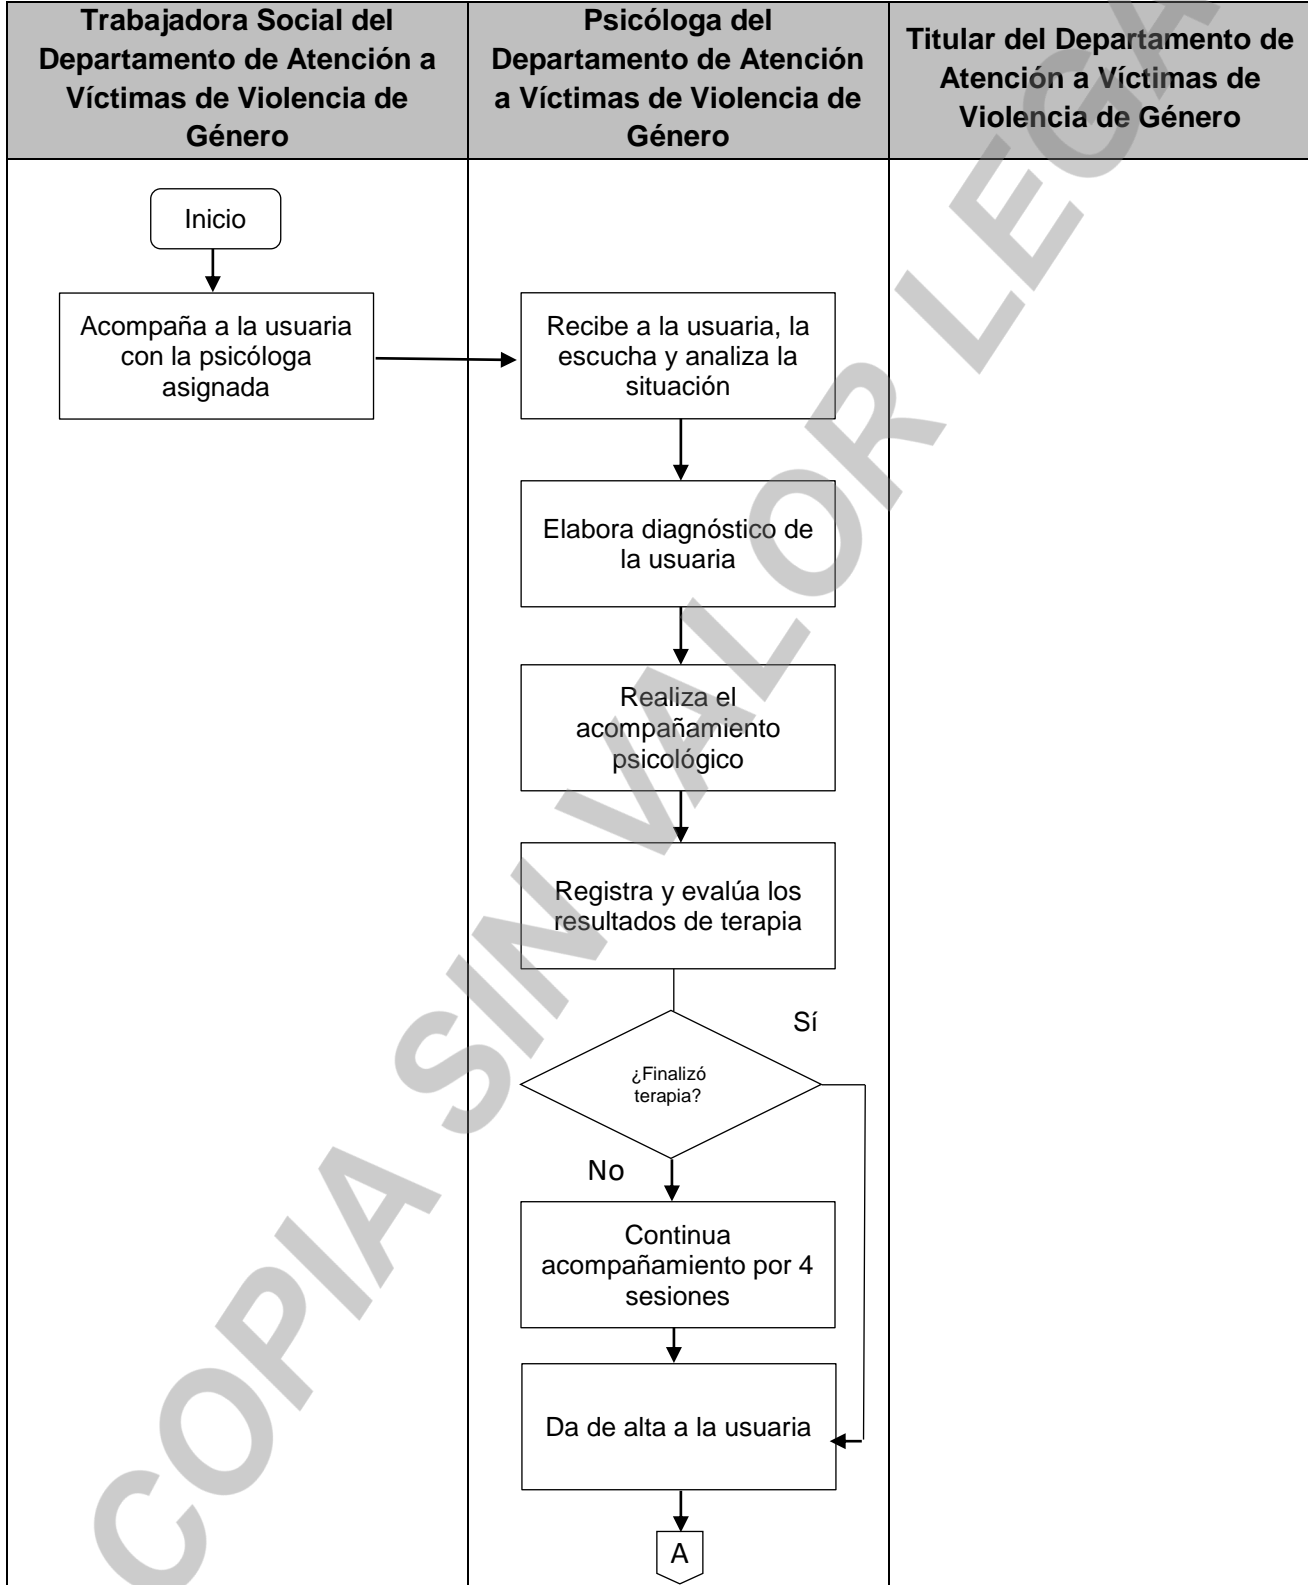 Trabajadora Social del
Departamento de Atención a
Víctimas de Violencia de
Género
Psicóloga del
Departamento de Atención
a Víctimas de Violencia de
Género
Titular del Departamento de
Atención a Víctimas de
Violencia de Género
Inicio
Acompaña a la usuaria
con la psicóloga
asignada
Recibe a la usuaria, la
escucha y analiza la
situación
Elabora diagnóstico de
la usuaria
Realiza el
acompañamiento
psicológico
Registra y evalúa los
resultados de terapia
Sí
¿Finalizó
terapia?
No
Continua
acompañamiento por 4
sesiones
Da de alta a la usuaria
A
COPIA SIN VALOR LEGA